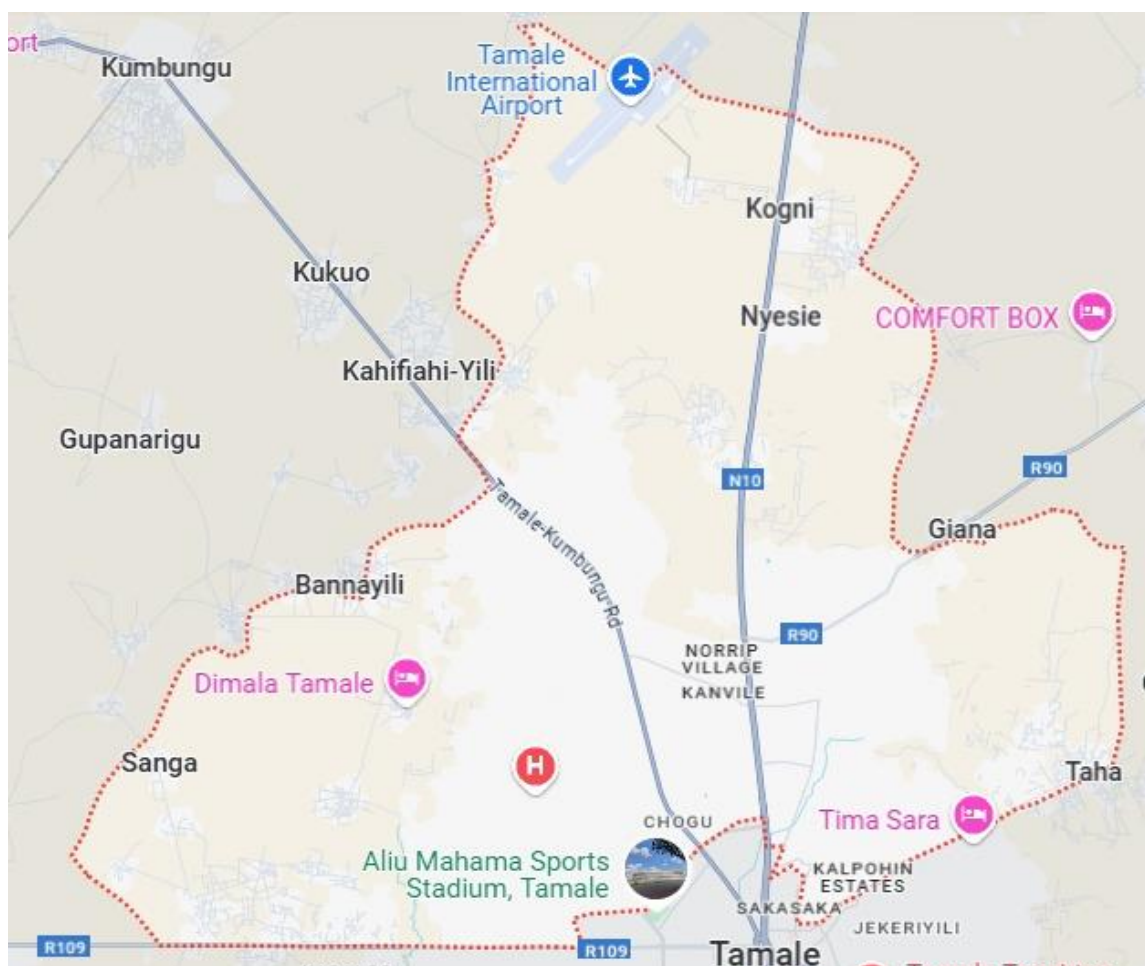 ort
Kumbungu
Tamale
International
Airport
Kogni
Kukuo
Nyesie
COMFORT BOX
Kahifiahi-Yili
Gupanarigu
R90
N10
Tamale-Kumbungu Rd
Giana
Bannayili
R90
NORRIP
VILLAGE
KANVILE
Dimala Tamale
Sanga
H
Taha
CHOGU
Tima Sara
Aliu Mahama Sports
Stadium, Tamale
KALPOHIN
ESTATES
SAKASAKA
JEKERIYILI
R109
R109
Tamale